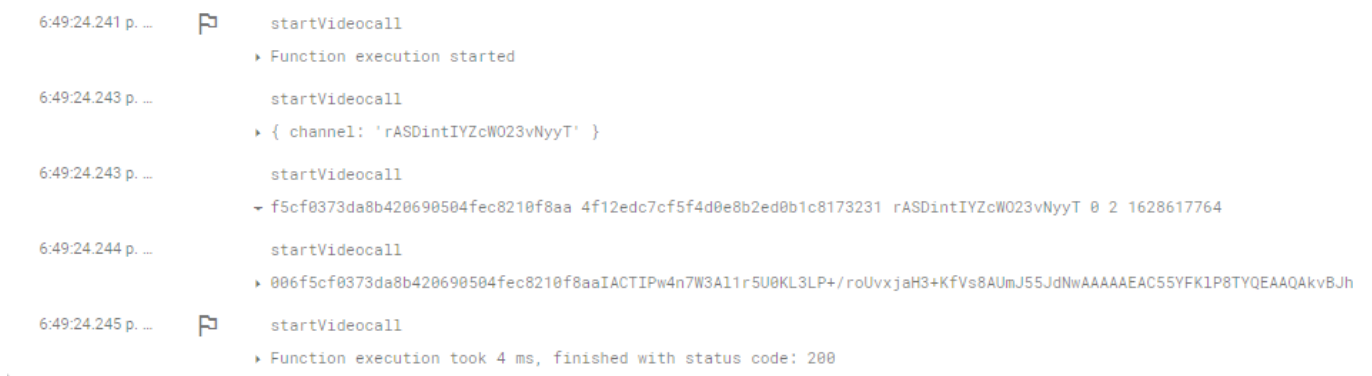 6:49:24.241 p. ... startVideocall
Function execution started
6:49:24.243 p. ... startVideocall
{ channel: 'rASDintIYZcWO23vNyyT' }
6:49:24.243 p. ... startVideocall
f5cf0373da8b420690504fec8210f8aa 4f12edc7cf5f4d0e8b2ed0b1c8173231 rASDintIYZcWO23vNyyT 0 2 1628617764
6:49:24.244 p. ... startVideocall
006f5cf0373da8b420690504fec8210f8aaIACTIPw4n7W3Al1r5U0KL3LP+/roUvxjaH3+KfVs8AUmJ55JdNwAAAAAEAC55YFKlP8TYQEAAQAkvBJh
6:49:24.245 p. ... startVideocall
Function execution took 4 ms, finished with status code: 200